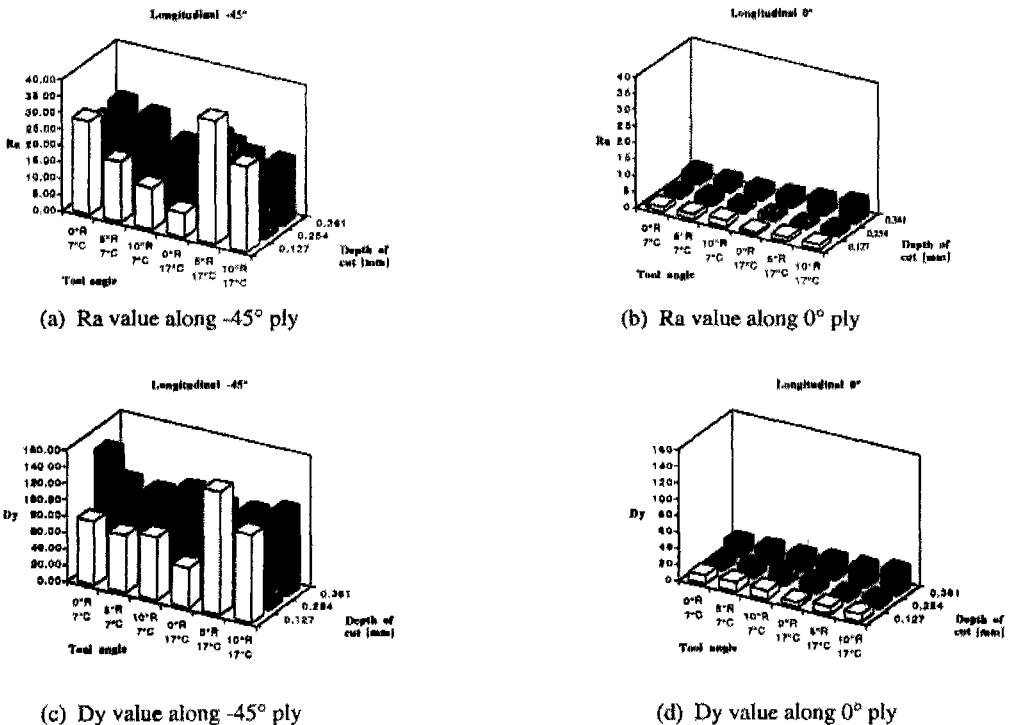 Longitudinal -45°
40.00
35.00
30.00
25.00
Ra 20.00
15.00
10.00
5.00
0.00
0°R 5°R 10°R 0°R 5°R 10°R
7°C 7°C 7°C 17°C 17°C 17°C
0.127
0.254
0.381
Tool angle
Depth of
cut [mm]
(a) Ra value along -45° ply
Longitudinal 0°
40
35
30
25
Ra 20
15
10
5
0
0°R 5°R 10°R 0°R 5°R 10°R
7°C 7°C 7°C 17°C 17°C 17°C
0.127
0.254
0.381
Tool angle
Depth of
cut [mm]
(b) Ra value along 0° ply
Longitudinal -45°
160.00
140.00
120.00
100.00
Dy 80.00
60.00
40.00
20.00
0.00
0°R 5°R 10°R 0°R 5°R 10°R
7°C 7°C 7°C 17°C 17°C 17°C
0.127
0.254
0.381
Tool angle
Depth of
cut [mm]
(c) Dy value along -45° ply
Longitudinal 0°
160
140
120
100
Dy 80
60
40
20
0
0°R 5°R 10°R 0°R 5°R 10°R
7°C 7°C 7°C 17°C 17°C 17°C
0.127
0.254
0.381
Tool angle
Depth of
cut [mm]
(d) Dy value along 0° ply